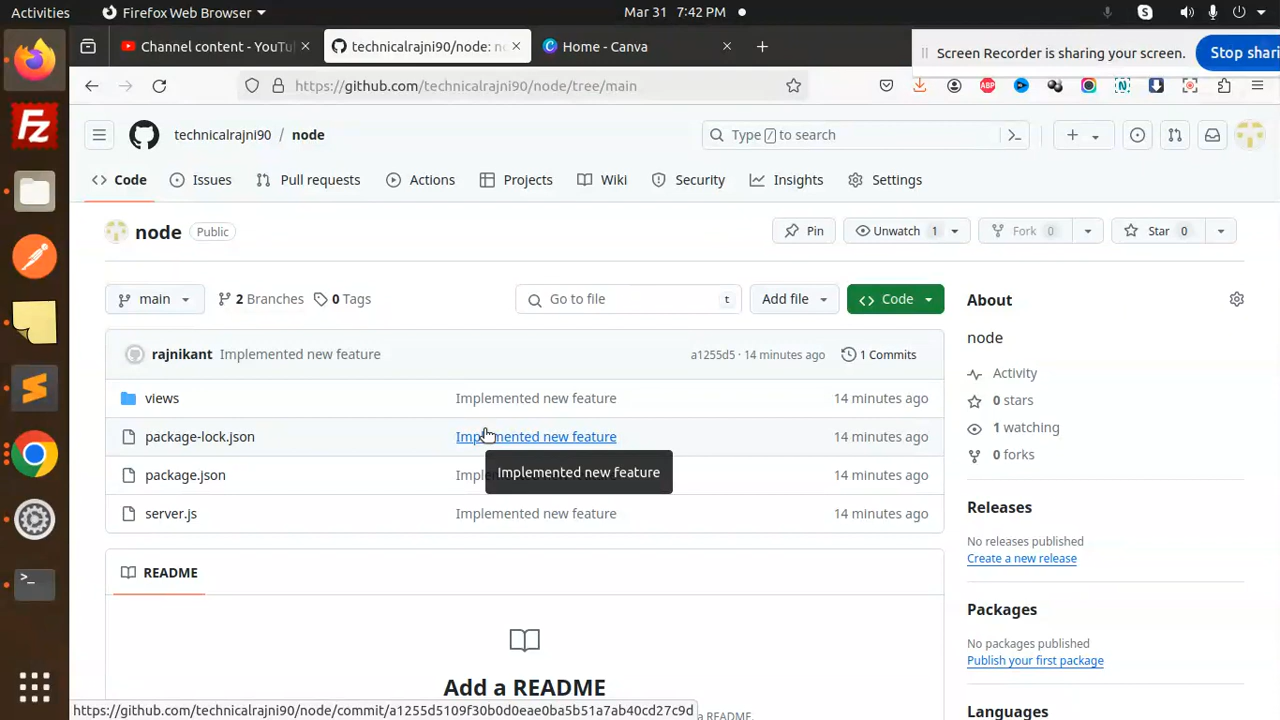 Activities
Firefox Web Browser
Mar 31 7:42 PM
Channel content - YouTu
technicalrajni90/node: n
Home - Canva
Screen Recorder is sharing your screen.
Stop shari
https://github.com/technicalrajni90/node/tree/main
technicalrajni90 / node
Type / to search
Code
Issues
Pull requests
Actions
Projects
Wiki
Security
Insights
Settings
node
Public
Pin
Unwatch 1
Fork 0
Star 0
main
2 Branches
0 Tags
Go to file
t
Add file
Code
About
node
rajnikant Implemented new feature
a1255d5 · 14 minutes ago
1 Commits
views Implemented new feature 14 minutes ago
package-lock.json Implemented new feature 14 minutes ago
Implemented new feature
package.json Imple 14 minutes ago
server.js Implemented new feature 14 minutes ago
Activity
0 stars
1 watching
0 forks
Releases
No releases published
Create a new release
README
Packages
No packages published
Publish your first package
Add a README
Languages
https://github.com/technicalrajni90/node/commit/a1255d5109f30b0d0eae0ba5b51a7ab40cd27c9d
a README.